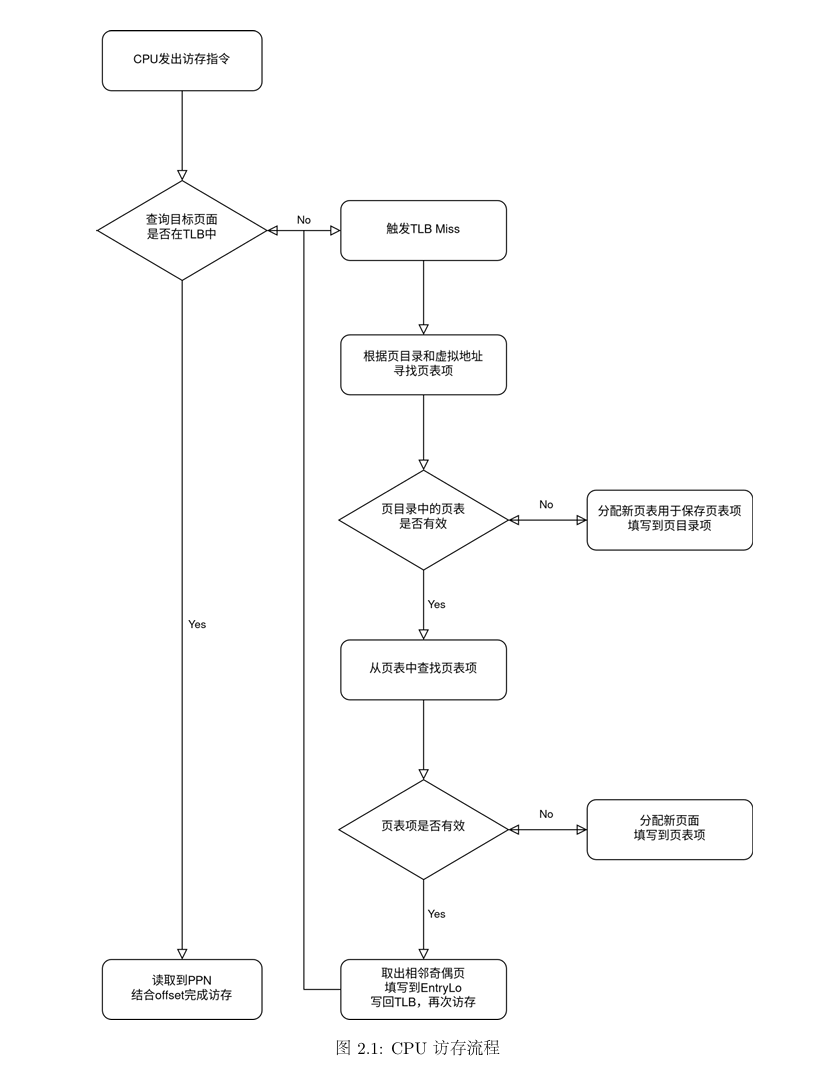 CPU发出访存指令
查询目标页面
是否在TLB中
No
触发TLB Miss
根据页目录和虚拟地址
寻找页表项
页目录中的页表
是否有效
No
分配新页表用于保存页表项
填写到页目录项
Yes
Yes
从页表中查找页表项
页表项是否有效
No
分配新页面
填写到页表项
Yes
读取到PPN
结合offset完成访存
取出相邻奇偶页
填写到EntryLo
写回TLB，再次访存
图 2.1: CPU 访存流程